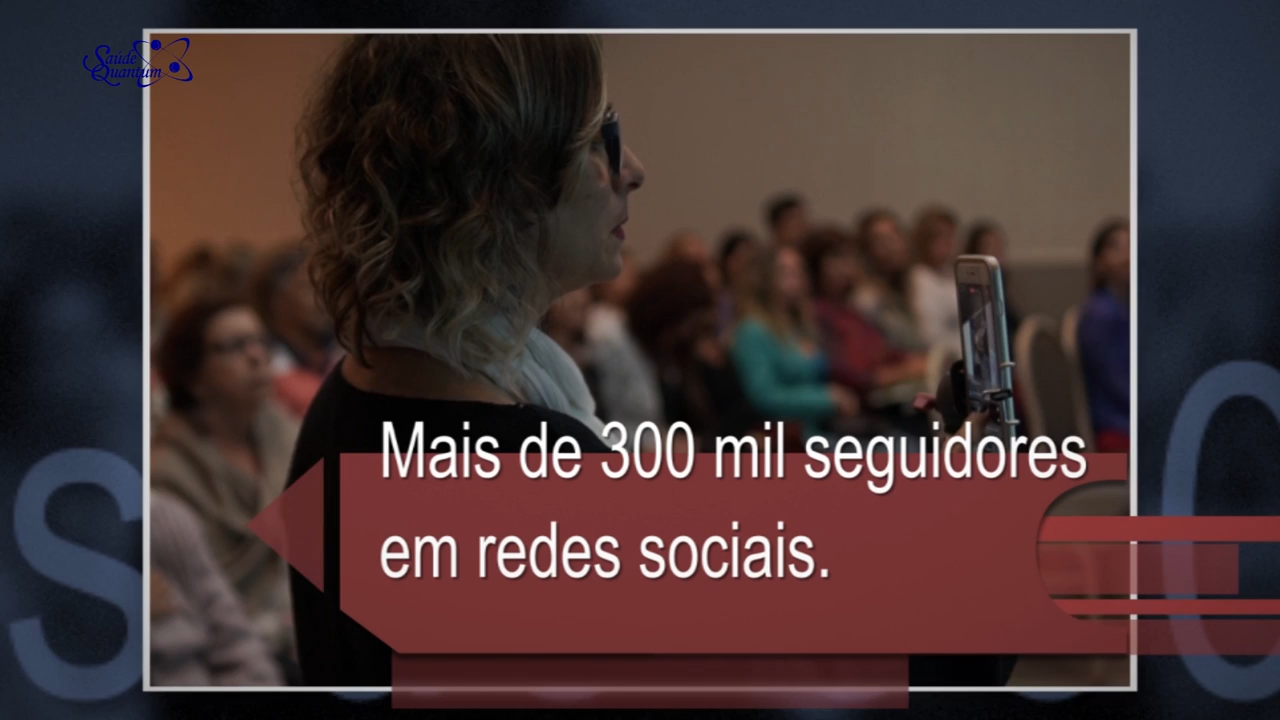 Saúde
Quantum
Mais de 300 mil seguidores
em redes sociais.